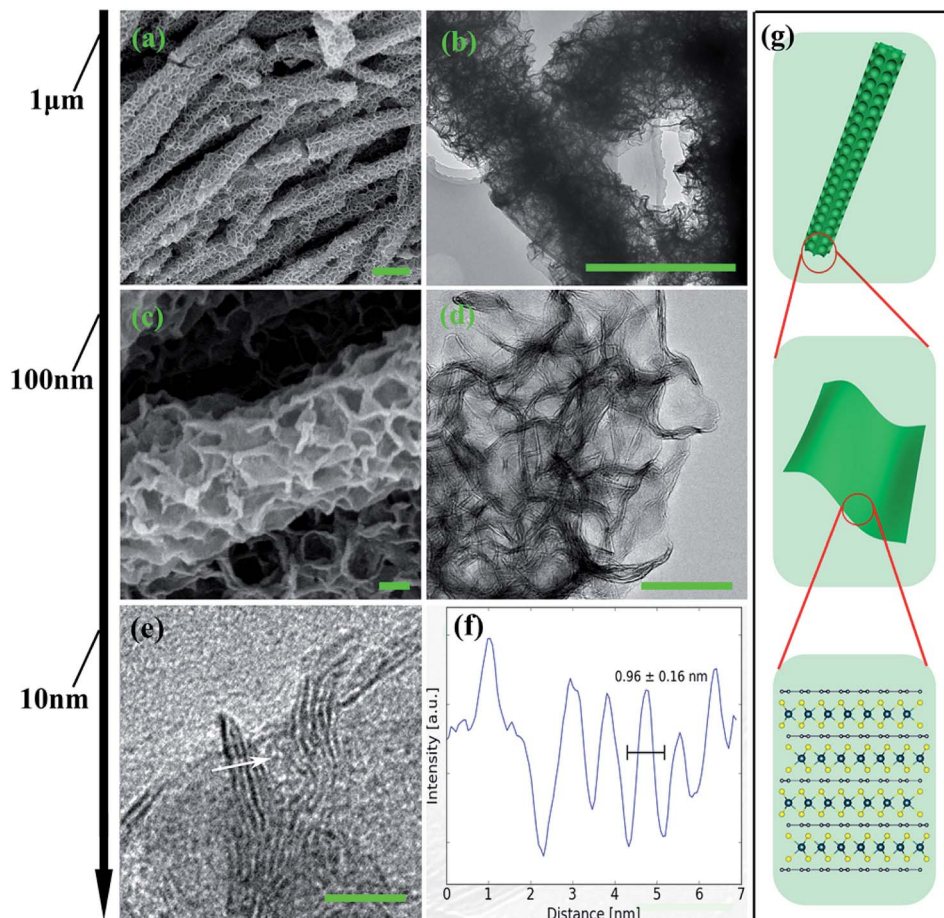 (a)
(b)
(g)
1µm
(c)
(d)
100nm
(e)
(f)
10nm
0.96 ± 0.16 nm
Intensity [a.u.]
0 1 2 3 4 5 6 7
Distance [nm]